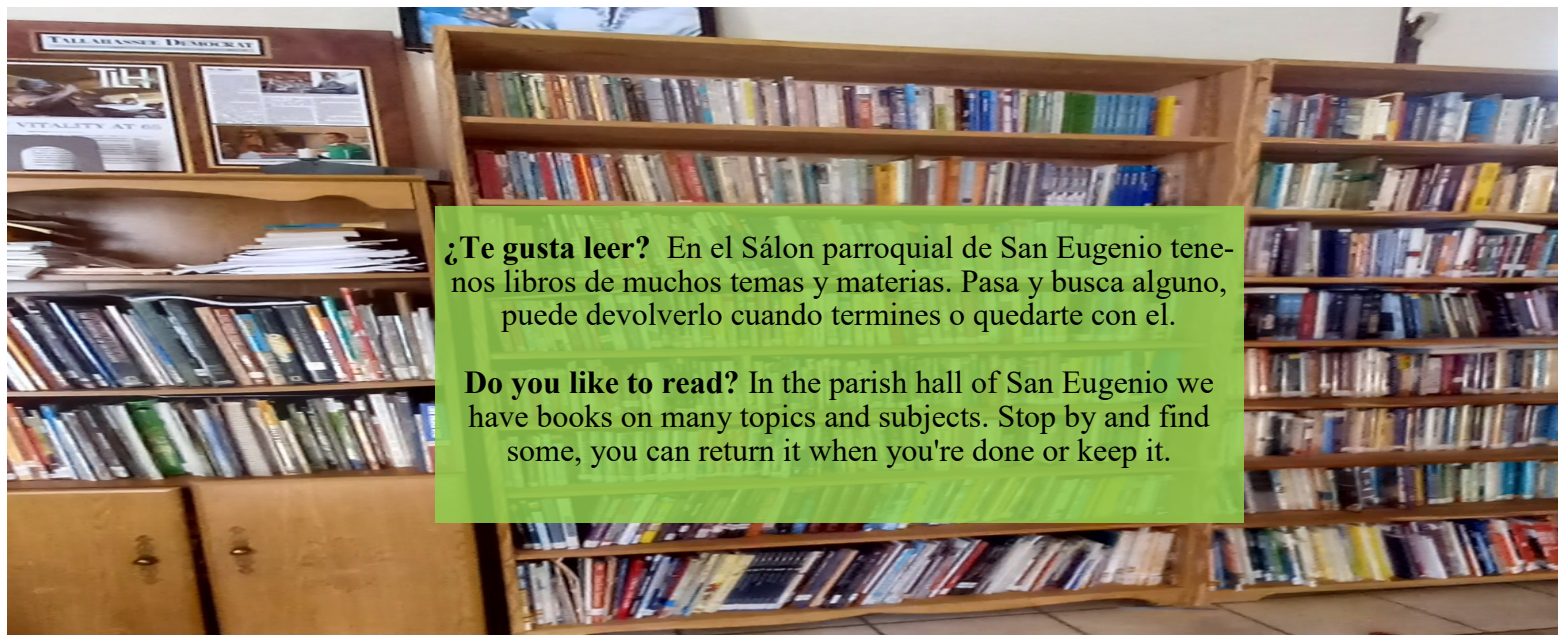 TALLAHASSEE DEMOCRAT
VITALITY AT 65
¿Te gusta leer? En el Sálon parroquial de San Eugenio tene-
nos libros de muchos temas y materias. Pasa y busca alguno,
puede devolverlo cuando termines o quedarte con el.
Do you like to read? In the parish hall of San Eugenio we
have books on many topics and subjects. Stop by and find
some, you can return it when you're done or keep it.